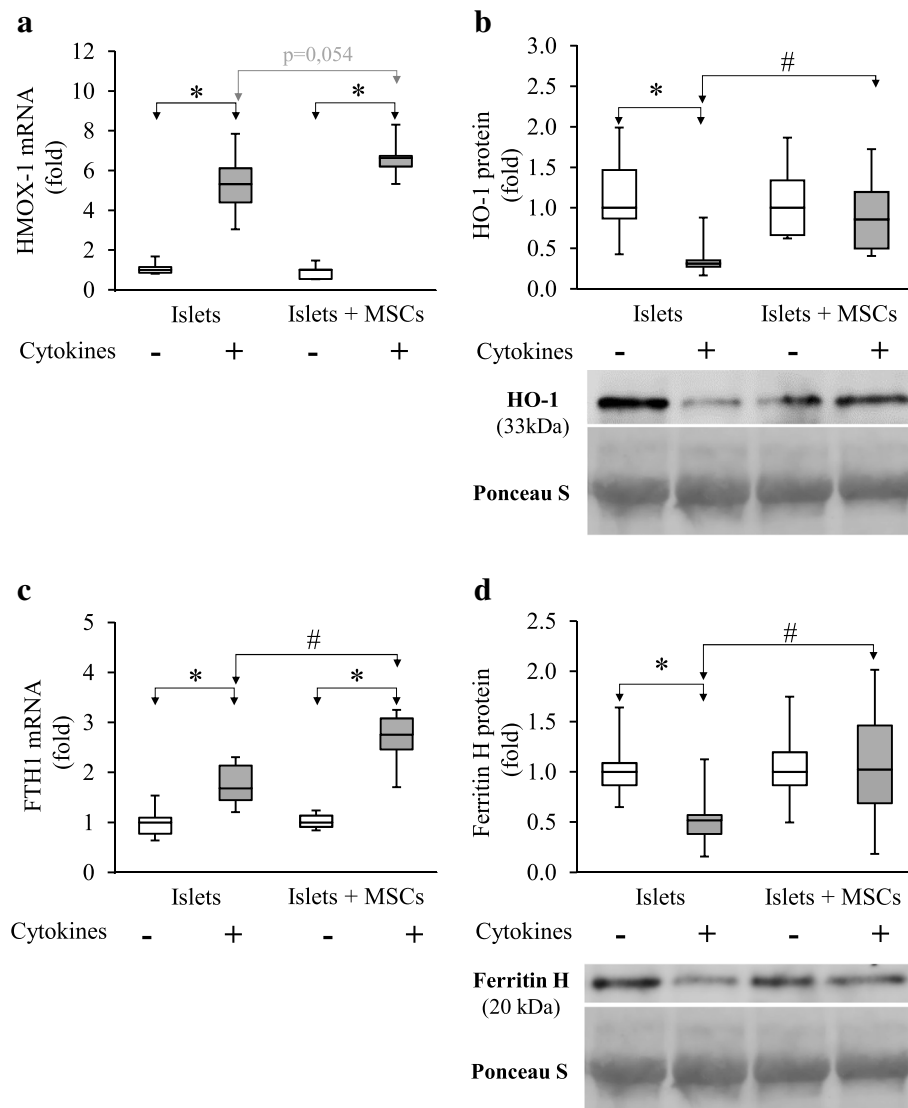 a
HMOX-1 mRNA
(fold)
12
10
8
6
4
2
0
p=0,054
*
*
Islets
Islets + MSCs
Cytokines
-
+
-
+
b
HO-1 protein
(fold)
3.0
2.5
2.0
1.5
1.0
0.5
0.0
#
*
Islets
Islets + MSCs
Cytokines
-
+
-
+
HO-1
(33kDa)
Ponceau S
c
FTH1 mRNA
(fold)
5
4
3
2
1
0
#
*
*
Islets
Islets + MSCs
Cytokines
-
+
-
+
d
Ferritin H protein
(fold)
2.5
2.0
1.5
1.0
0.5
0.0
#
*
Islets
Islets + MSCs
Cytokines
-
+
-
+
Ferritin H
(20 kDa)
Ponceau S